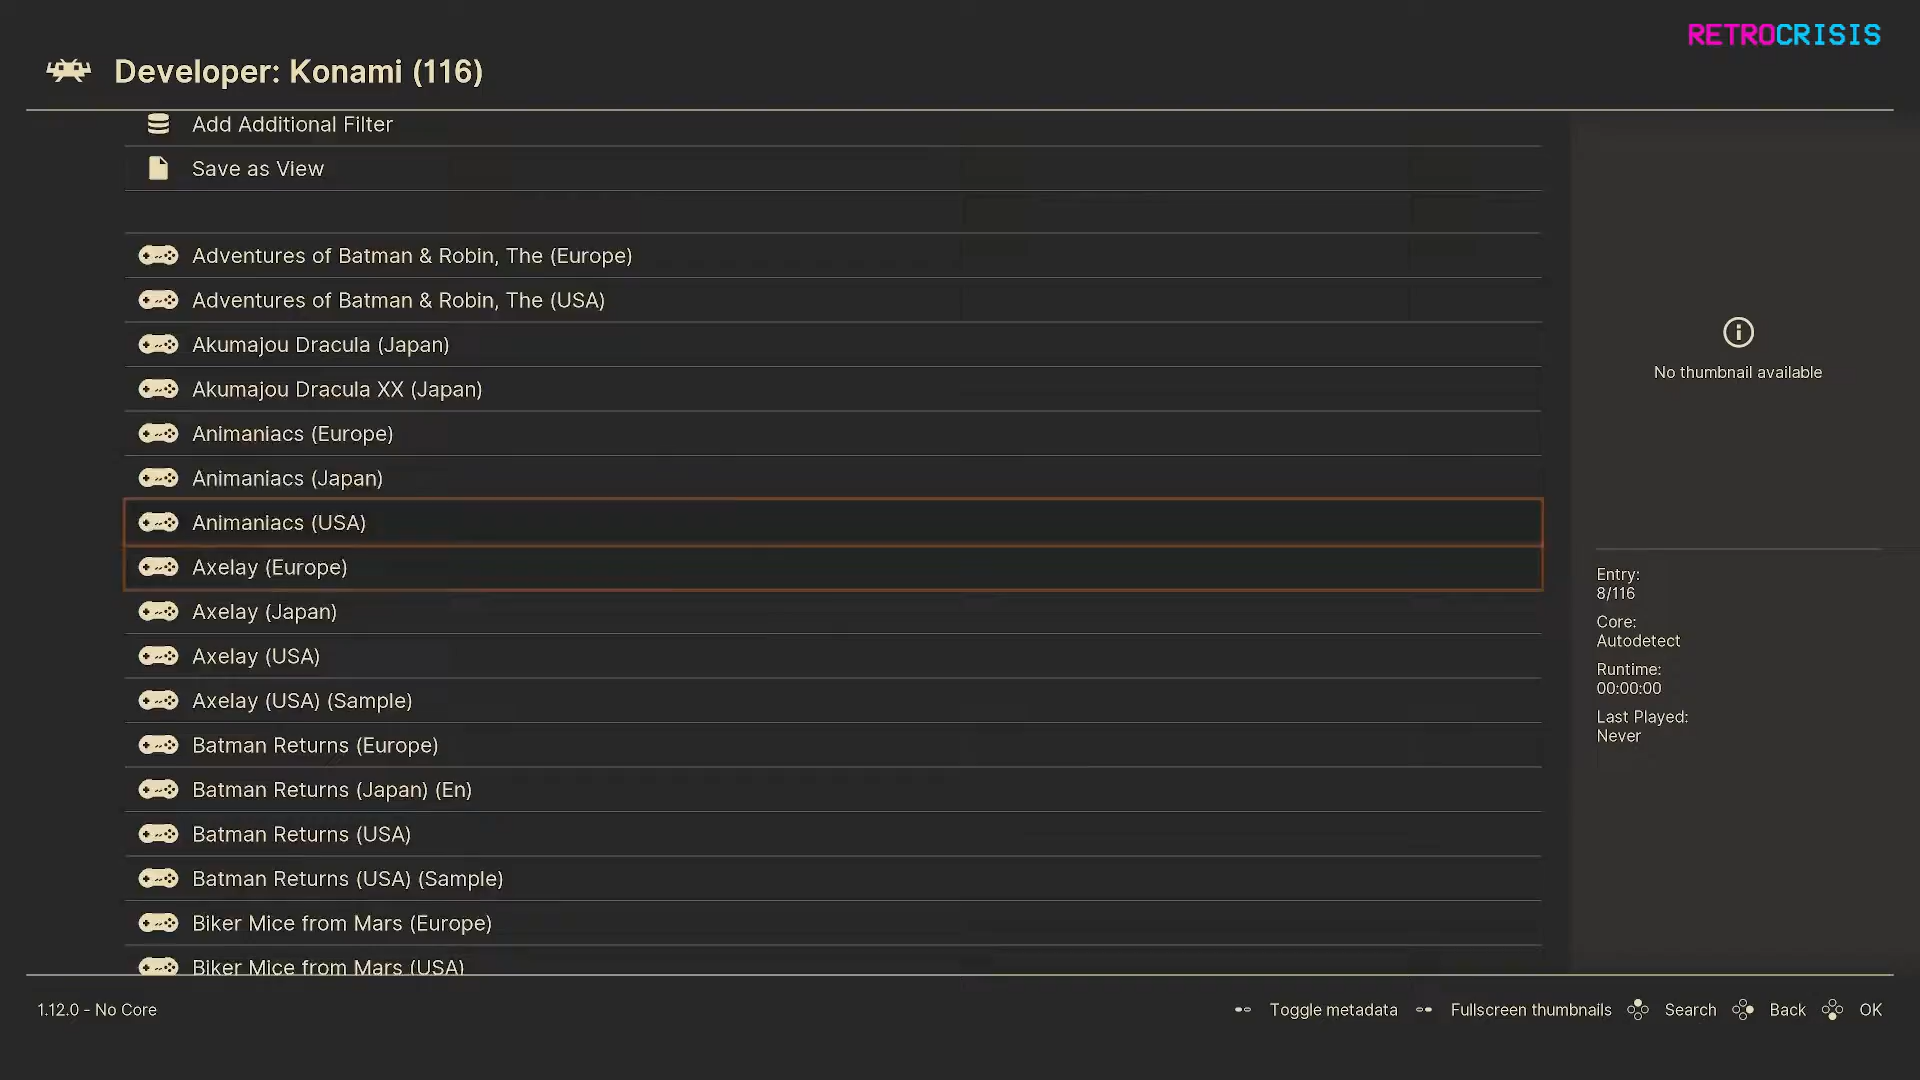 RETROCRISIS
Developer: Konami (116)
Add Additional Filter
Save as View
Adventures of Batman & Robin, The (Europe)
Adventures of Batman & Robin, The (USA)
Akumajou Dracula (Japan)
Akumajou Dracula XX (Japan)
Animaniacs (Europe)
Animaniacs (Japan)
Animaniacs (USA)
Axelay (Europe)
Axelay (Japan)
Axelay (USA)
Axelay (USA) (Sample)
Batman Returns (Europe)
Batman Returns (Japan) (En)
Batman Returns (USA)
Batman Returns (USA) (Sample)
Biker Mice from Mars (Europe)
Biker Mice from Mars (USA)
No thumbnail available
Entry:
8/116
Core:
Autodetect
Runtime:
00:00:00
Last Played:
Never
1.12.0 - No Core
Toggle metadata Fullscreen thumbnails Search Back OK